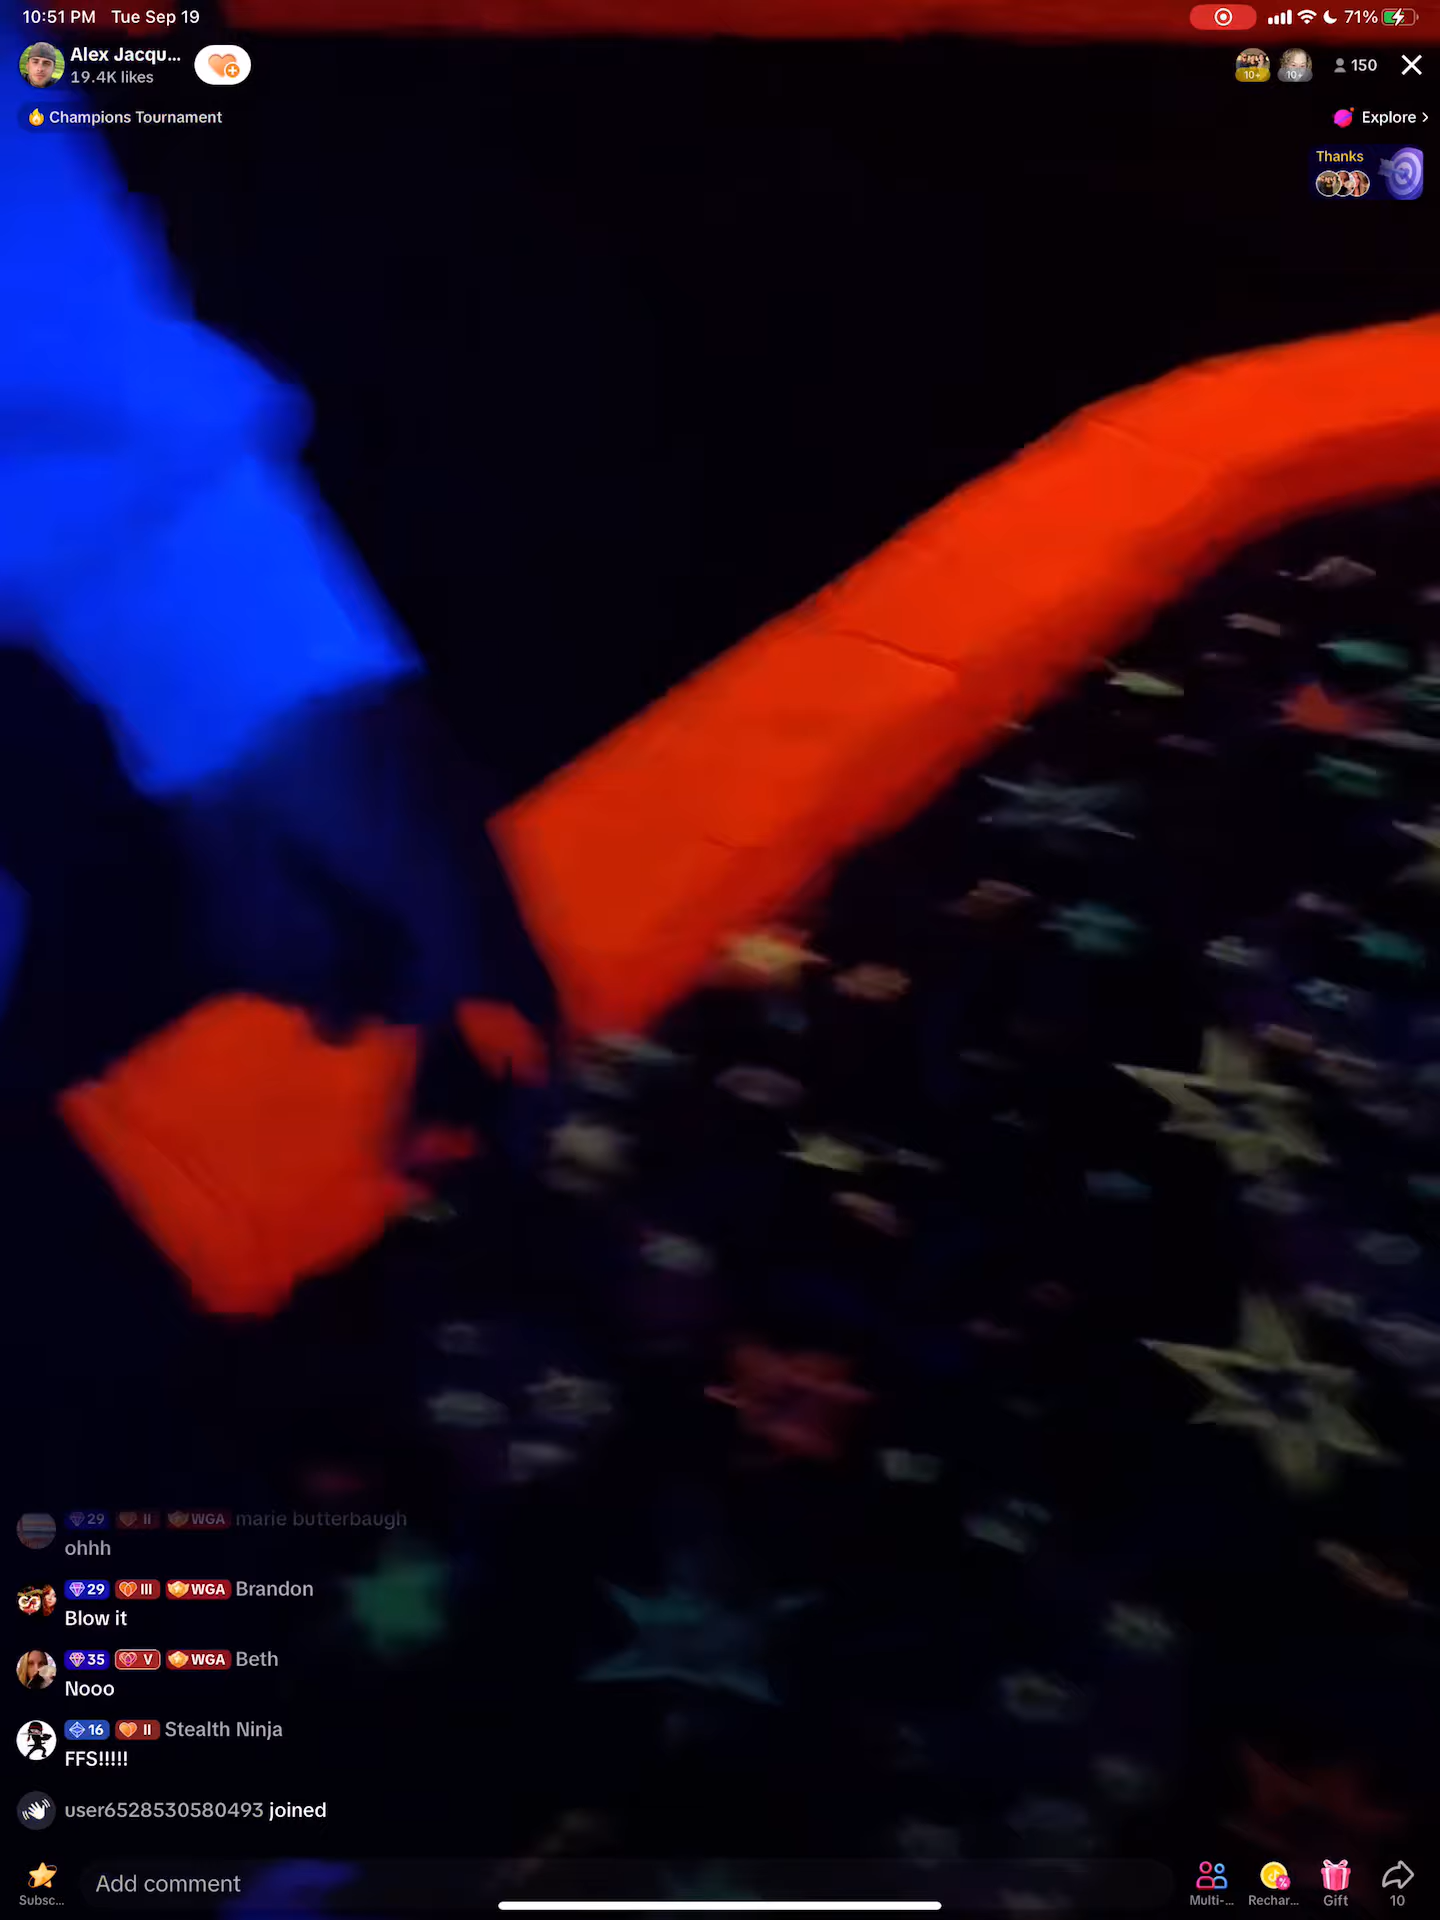 10:51 PM Tue Sep 19
71%
Alex Jacqu...
19.4K likes
10+
10+
150
Champions Tournament
Explore >
Thanks
29 II WGA marie butterbaugh
ohhh
29 III WGA Brandon
Blow it
35 V WGA Beth
Nooo
16 II Stealth Ninja
FFS!!!!!
user6528530580493 joined
Add comment
Subsc...
Multi-...
Rechar...
Gift
10